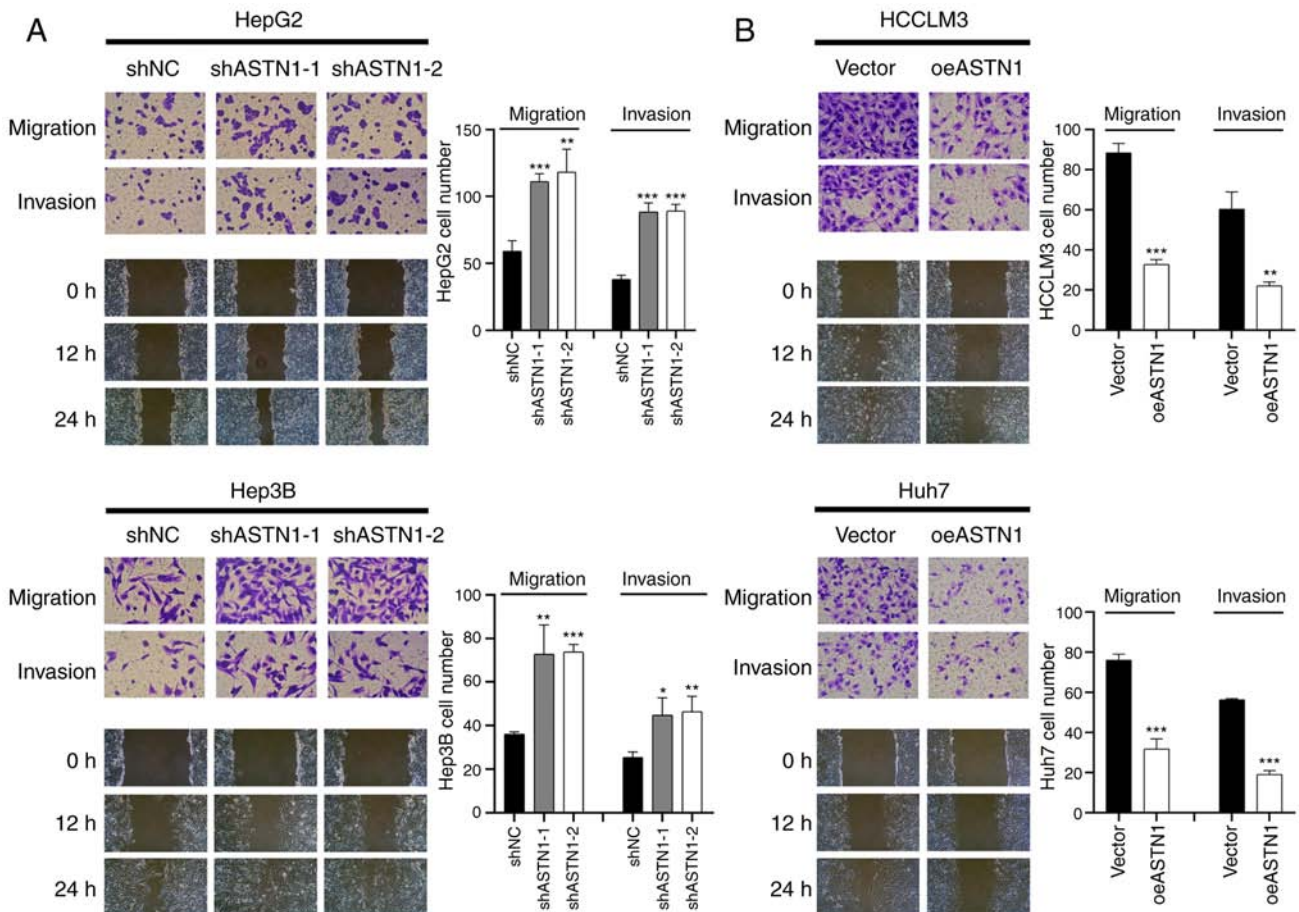 A
HepG2
shNC shASTN1-1 shASTN1-2
Migration
Invasion
0 h
12 h
24 h
HepG2 cell number
150
100
50
0
Migration Invasion
*** ** *** ***
shNC shASTN1-1 shASTN1-2 shNC shASTN1-1 shASTN1-2
B
HCCLM3
Vector oeASTN1
Migration
Invasion
0 h
12 h
24 h
HCCLM3 cell number
100
80
60
40
20
0
Migration Invasion
*** **
Vector oeASTN1 Vector oeASTN1
Hep3B
shNC shASTN1-1 shASTN1-2
Migration
Invasion
0 h
12 h
24 h
Hep3B cell number
100
80
60
40
20
0
Migration Invasion
** *** * **
shNC shASTN1-1 shASTN1-2 shNC shASTN1-1 shASTN1-2
Huh7
Vector oeASTN1
Migration
Invasion
0 h
12 h
24 h
Huh7 cell number
100
80
60
40
20
0
Migration Invasion
*** ***
Vector oeASTN1 Vector oeASTN1